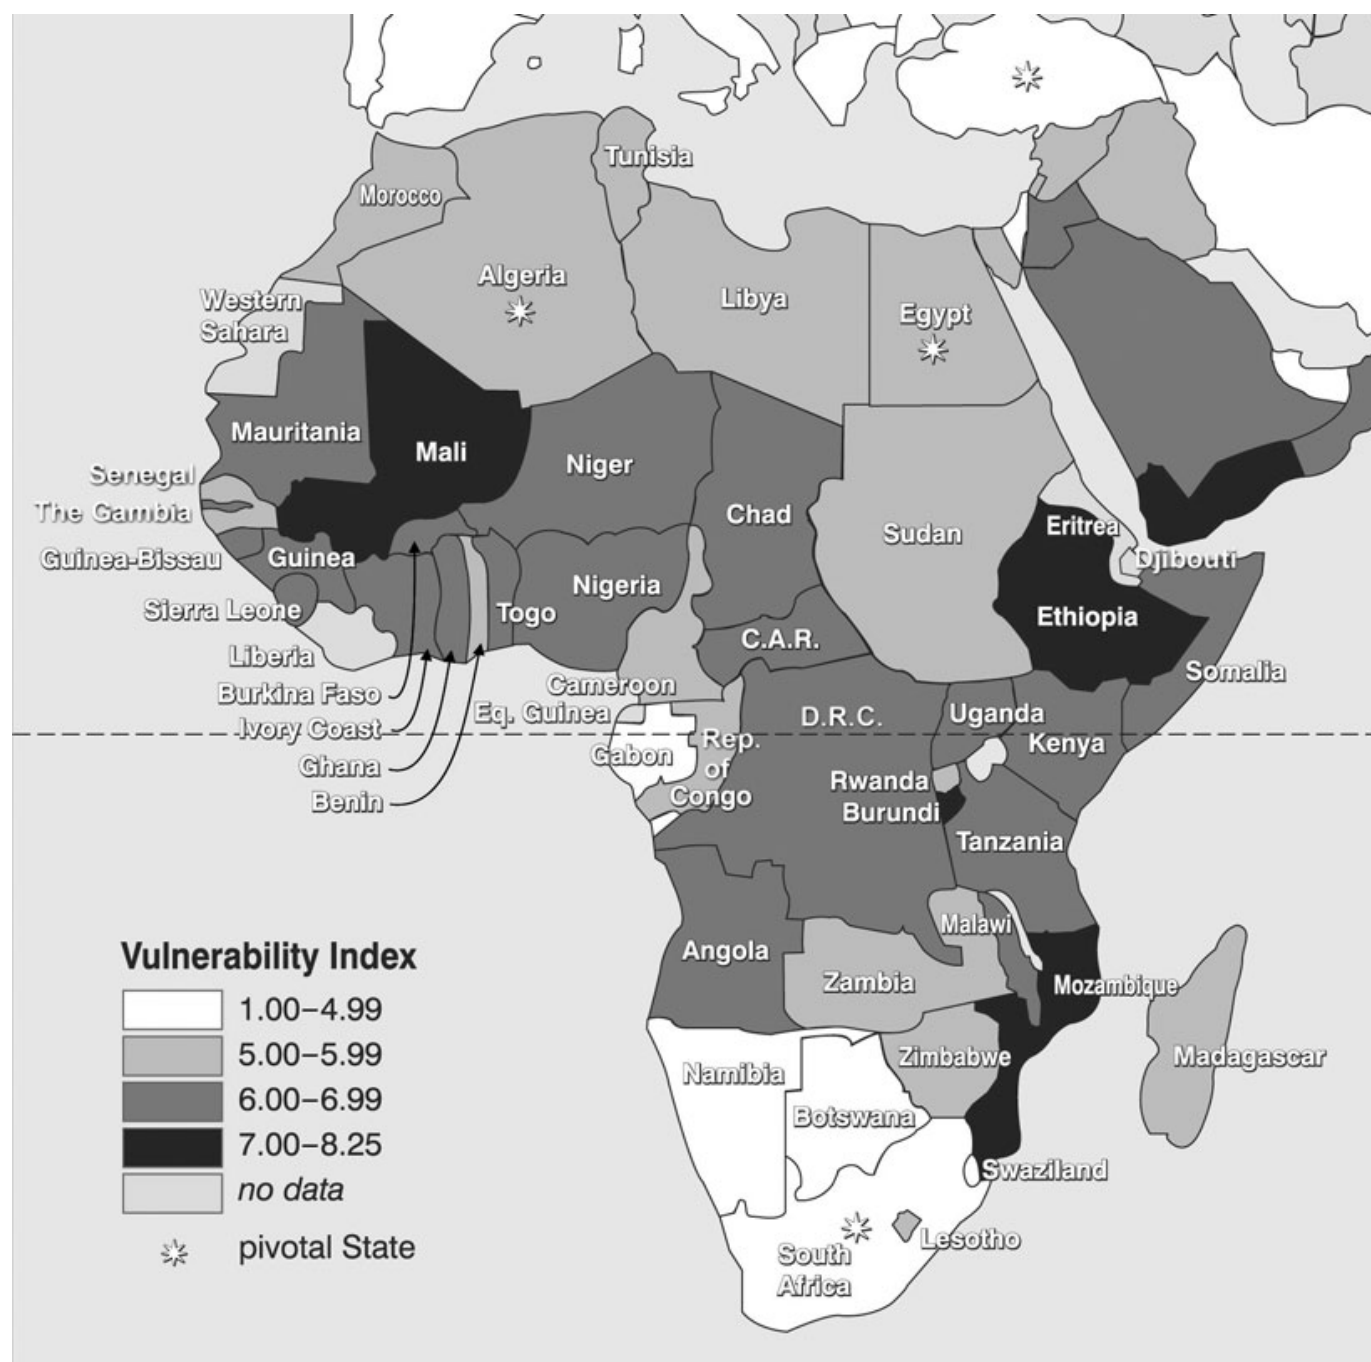 Tunisia
Morocco
Algeria
Libya
Egypt
Western
Sahara
Mauritania
Mali
Niger
Chad
Sudan
Eritrea
Djibouti
Senegal
The Gambia
Guinea-Bissau
Guinea
Nigeria
Sierra Leone
Togo
Ethiopia
C.A.R.
Liberia
Somalia
Burkina Faso
Cameroon
Ivory Coast
Eq. Guinea
D.R.C.
Uganda
Kenya
Ghana
Gabon
Rep.
of
Congo
Benin
Rwanda
Burundi
Tanzania
Malawi
Angola
Zambia
Mozambique
Zimbabwe
Madagascar
Namibia
Botswana
Swaziland
Lesotho
South
Africa
Vulnerability Index
1.00–4.99
5.00–5.99
6.00–6.99
7.00–8.25
no data
pivotal State